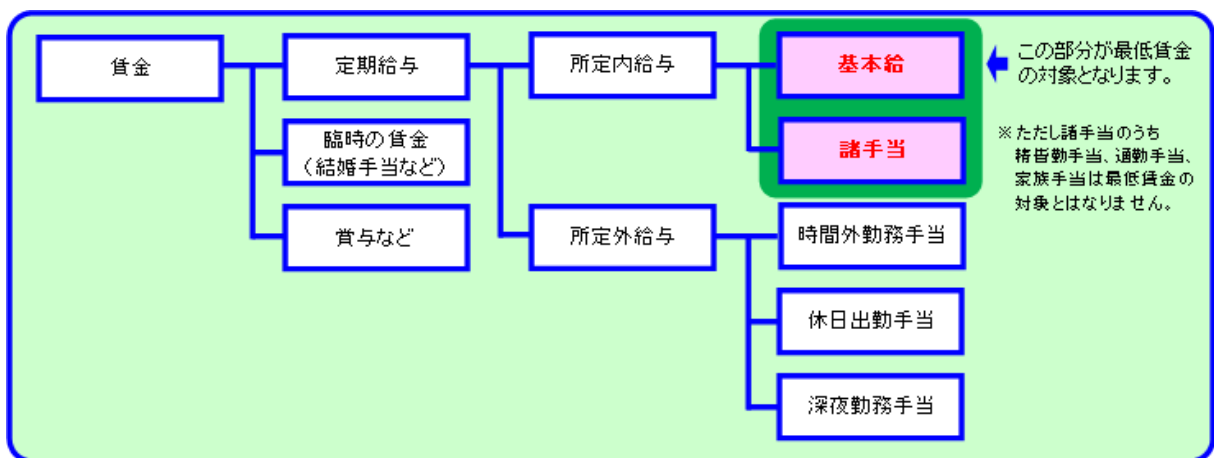 賃金
定期給与
所定内給与
基本給
この部分が最低賃金
の対象となります。
臨時の賃金
(結婚手当など)
諸手当
※ただし諸手当のうち
精皆勤手当、通勤手当、
家族手当は最低賃金の
対象とはなりません。
賞与など
所定外給与
時間外勤務手当
休日出勤手当
深夜勤務手当